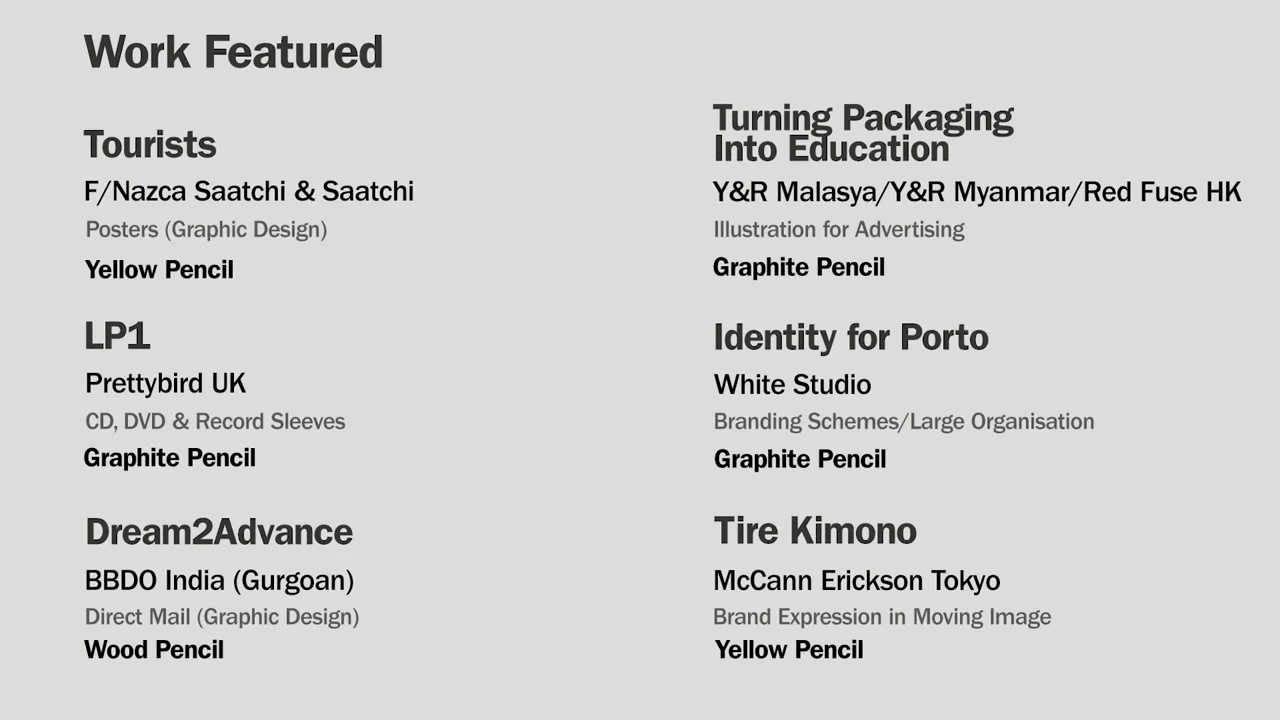 Work Featured
Tourists
F/Nazca Saatchi & Saatchi
Posters (Graphic Design)
Yellow Pencil
LP1
Prettybird UK
CD, DVD & Record Sleeves
Graphite Pencil
Dream2Advance
BBDO India (Gurgoan)
Direct Mail (Graphic Design)
Wood Pencil
Turning Packaging
Into Education
Y&R Malasya/Y&R Myanmar/Red Fuse HK
Illustration for Advertising
Graphite Pencil
Identity for Porto
White Studio
Branding Schemes/Large Organisation
Graphite Pencil
Tire Kimono
McCann Erickson Tokyo
Brand Expression in Moving Image
Yellow Pencil